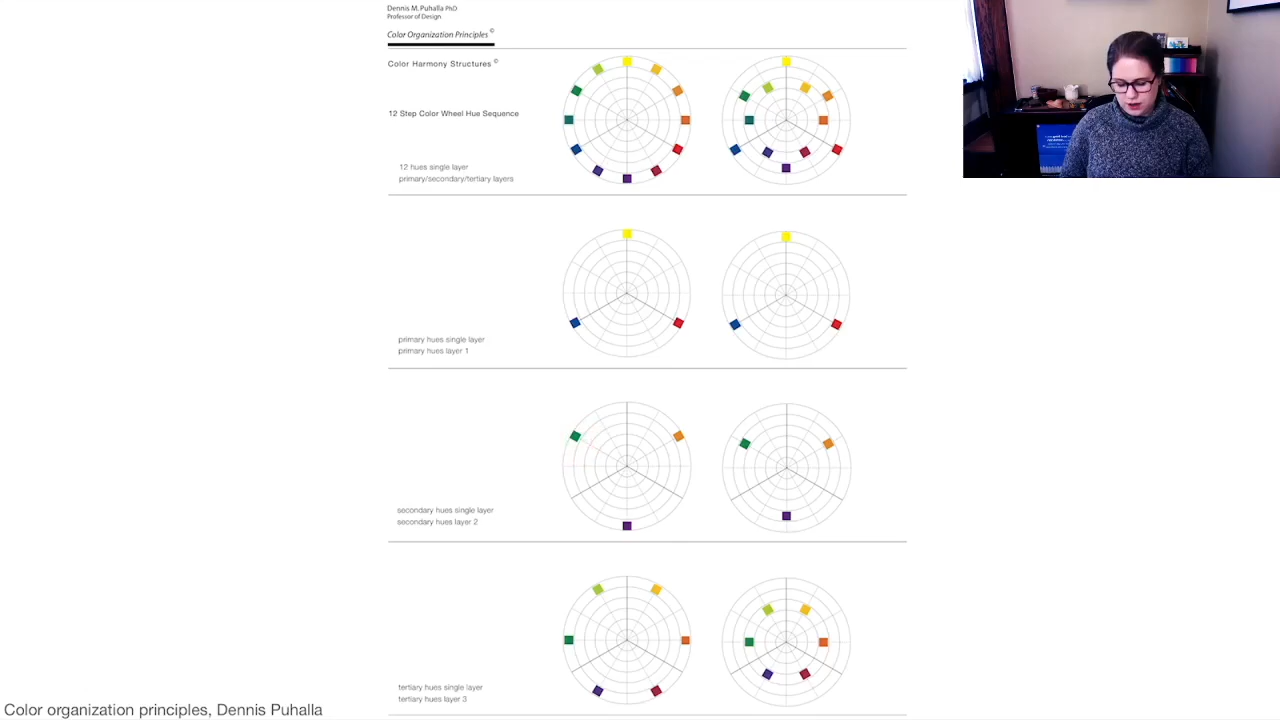 Dennis M. Puhalla PhD
Professor of Design
Color Organization Principles ©
Color Harmony Structures ©
12 Step Color Wheel Hue Sequence
12 hues single layer
primary/secondary/tertiary layers
primary hues single layer
primary hues layer 1
secondary hues single layer
secondary hues layer 2
tertiary hues single layer
tertiary hues layer 3
Color organization principles, Dennis Puhalla